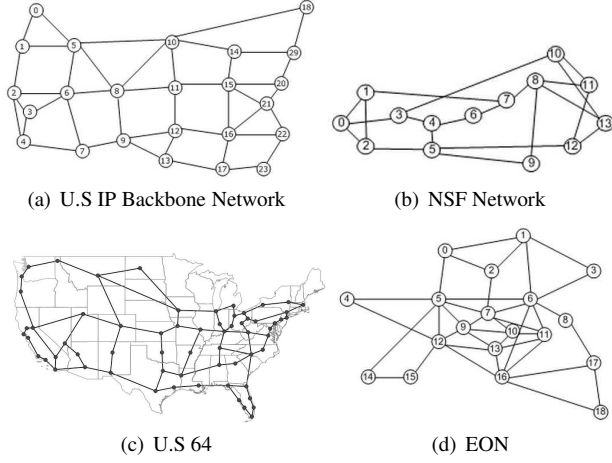 0 18
1 5 10 14 29
2 6 8 11 15 20
3 21
4 7 9 12 16 22
13 17 23
(a) U.S IP Backbone Network
10
8 11
1 7
0 3 4 6 13
2 5 12
9
(b) NSF Network
(c) U.S 64
1
0
2 3
4 5 6
7 8
9 10 11
12 13
14 15 16 17
18
(d) EON